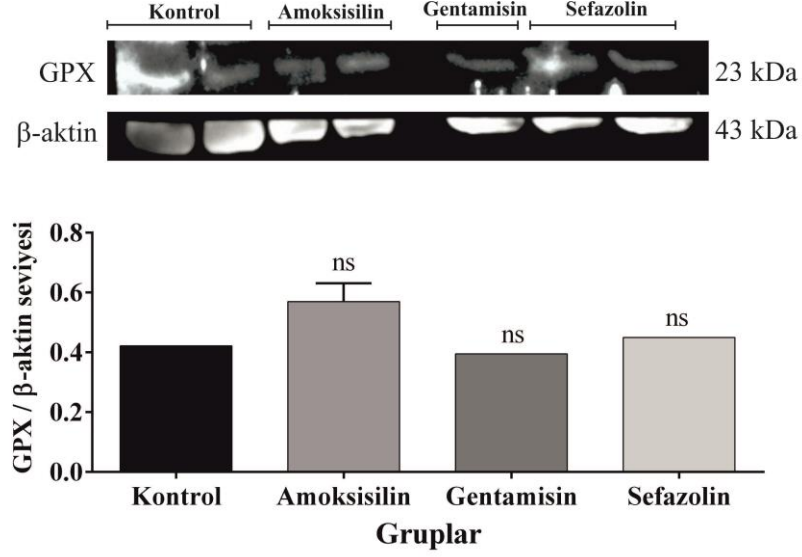 Kontrol Amoksisilin Gentamisin Sefazolin
GPX 23 kDa
β-aktin 43 kDa
GPX / β-aktin seviyesi
0.8
0.6
0.4
0.2
0.0
ns
ns
ns
Kontrol Amoksisilin Gentamisin Sefazolin
Gruplar